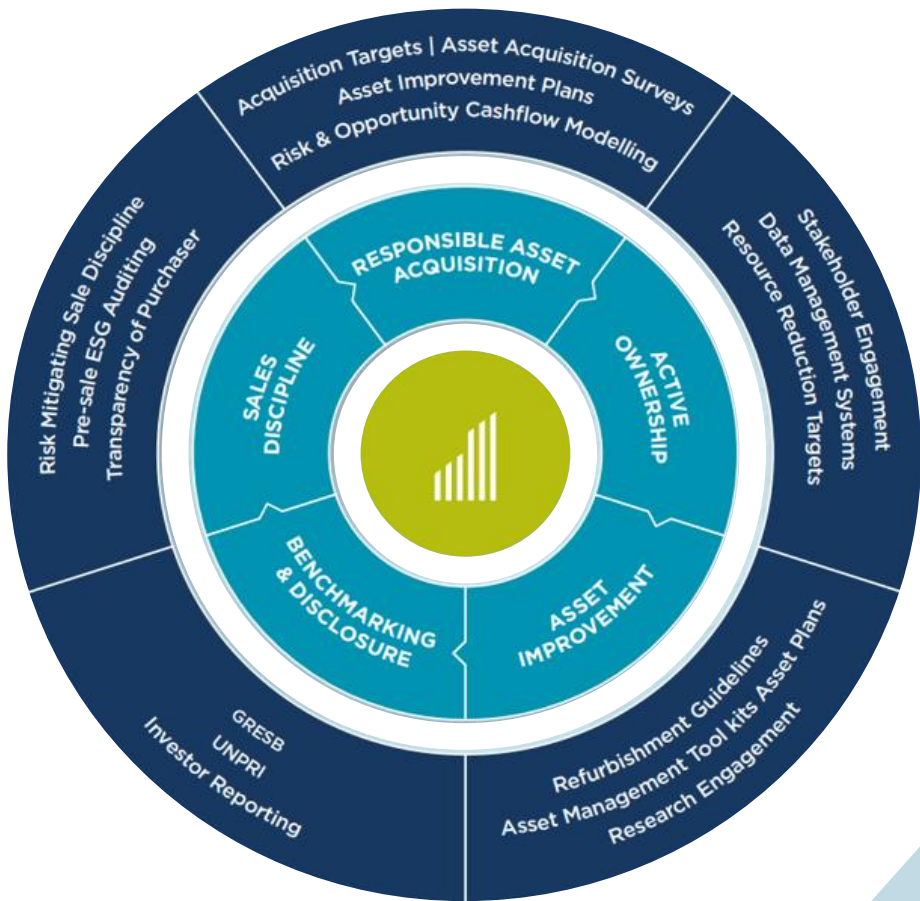 Acquisition Targets | Asset Acquisition Surveys
Asset Improvement Plans
Risk & Opportunity Cashflow Modelling
RESPONSIBLE ASSET
ACQUISITION
Stakeholder Engagement
Data Management Systems
Resource Reduction Targets
ACTIVE
OWNERSHIP
Refurbishment Guidelines
Asset Management Tool kits Asset Plans
Research Engagement
ASSET
IMPROVEMENT
GRESB
UNPRI
Investor Reporting
BENCHMARKING
& DISCLOSURE
Risk Mitigating Sale Discipline
Pre-sale ESG Auditing
Transparency of Purchaser
SALES
DISCIPLINE